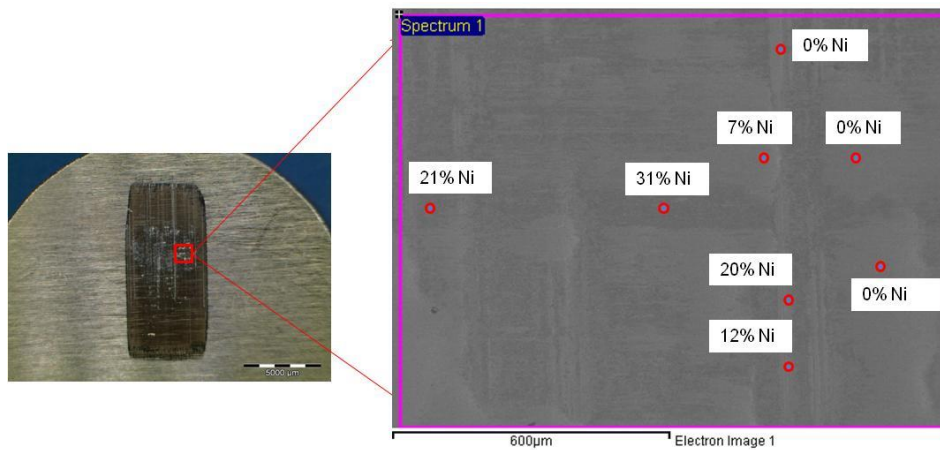 Spectrum 1
0% Ni
7% Ni
0% Ni
21% Ni
31% Ni
20% Ni
0% Ni
12% Ni
5000 µm
600µm
Electron Image 1